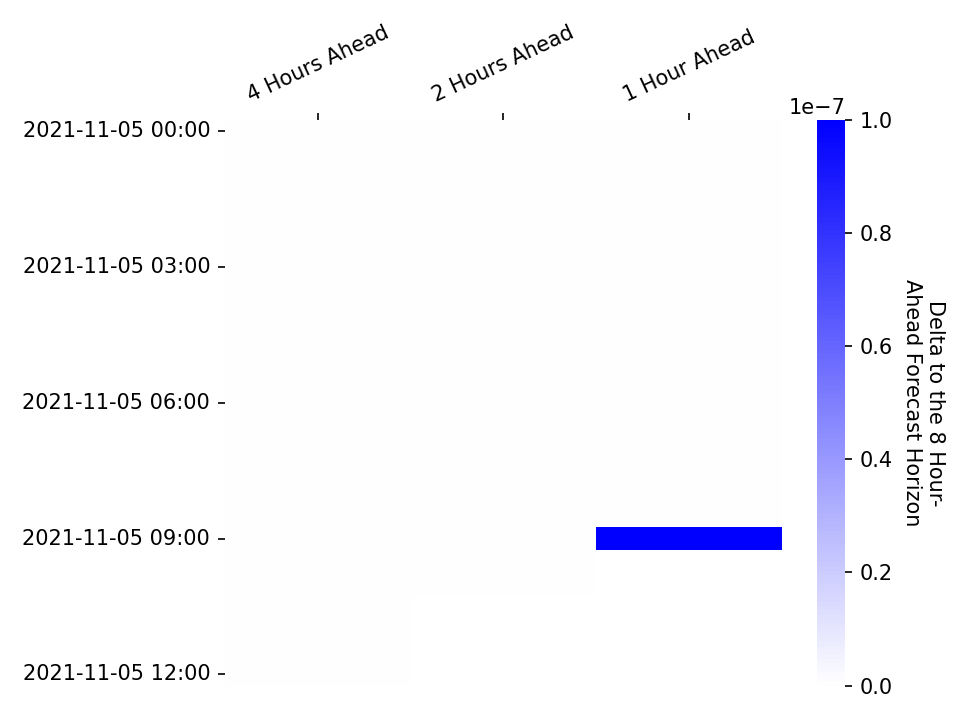 4 Hours Ahead
2 Hours Ahead
1 Hour Ahead
2021-11-05 00:00
2021-11-05 03:00
2021-11-05 06:00
2021-11-05 09:00
2021-11-05 12:00
1e−7
1.0
0.8
0.6
0.4
0.2
0.0
Delta to the 8 Hour-
Ahead Forecast Horizon